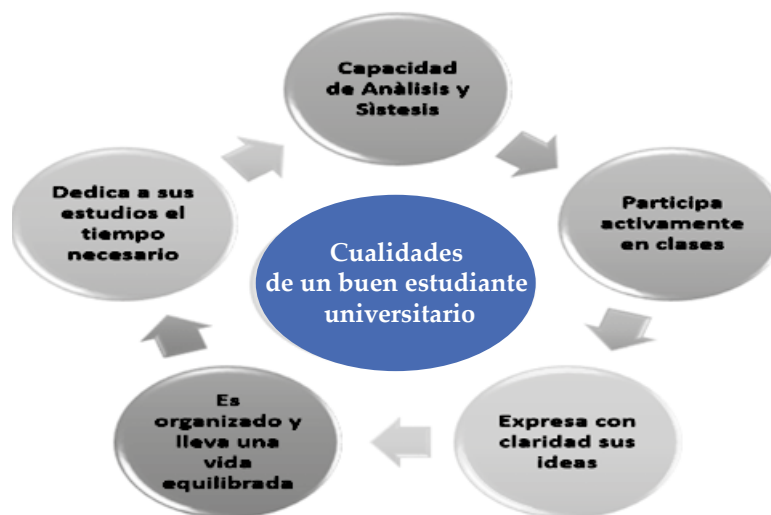 Capacidad
de Anàlisis y
Sìstesis
Participa
activamente
en clases
Expresa con
claridad sus
ideas
Es
organizado y
lleva una
vida
equilibrada
Dedica a sus
estudios el
tiempo
necesario
Cualidades
de un buen estudiante
universitario